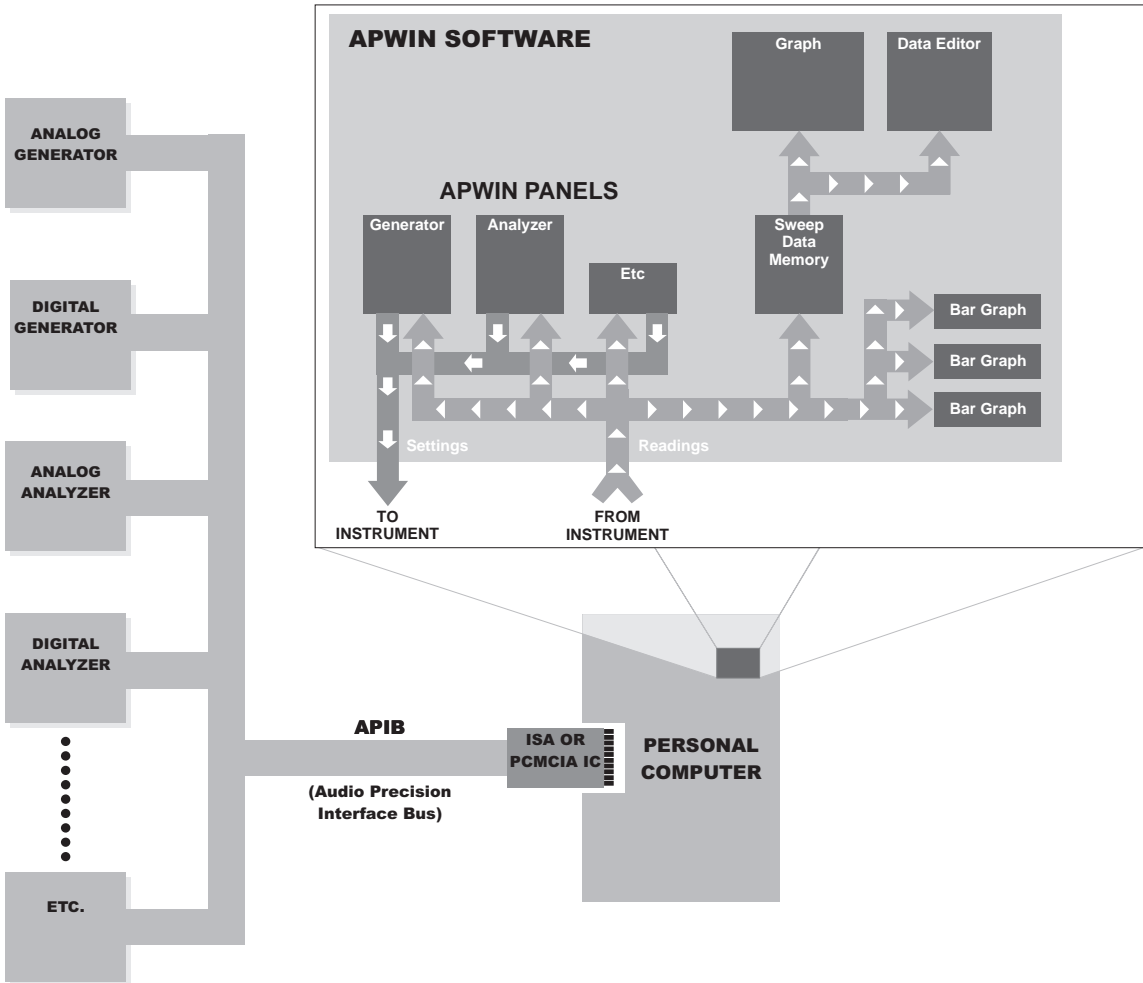 APWIN SOFTWARE
Graph
Data Editor
APWIN PANELS
Generator
Analyzer
Etc
Sweep
Data
Memory
Bar Graph
Bar Graph
Bar Graph
Settings
Readings
TO
INSTRUMENT
FROM
INSTRUMENT
ANALOG
GENERATOR
DIGITAL
GENERATOR
ANALOG
ANALYZER
DIGITAL
ANALYZER
ETC.
APIB
(Audio Precision
Interface Bus)
ISA OR
PCMCIA IC
PERSONAL
COMPUTER